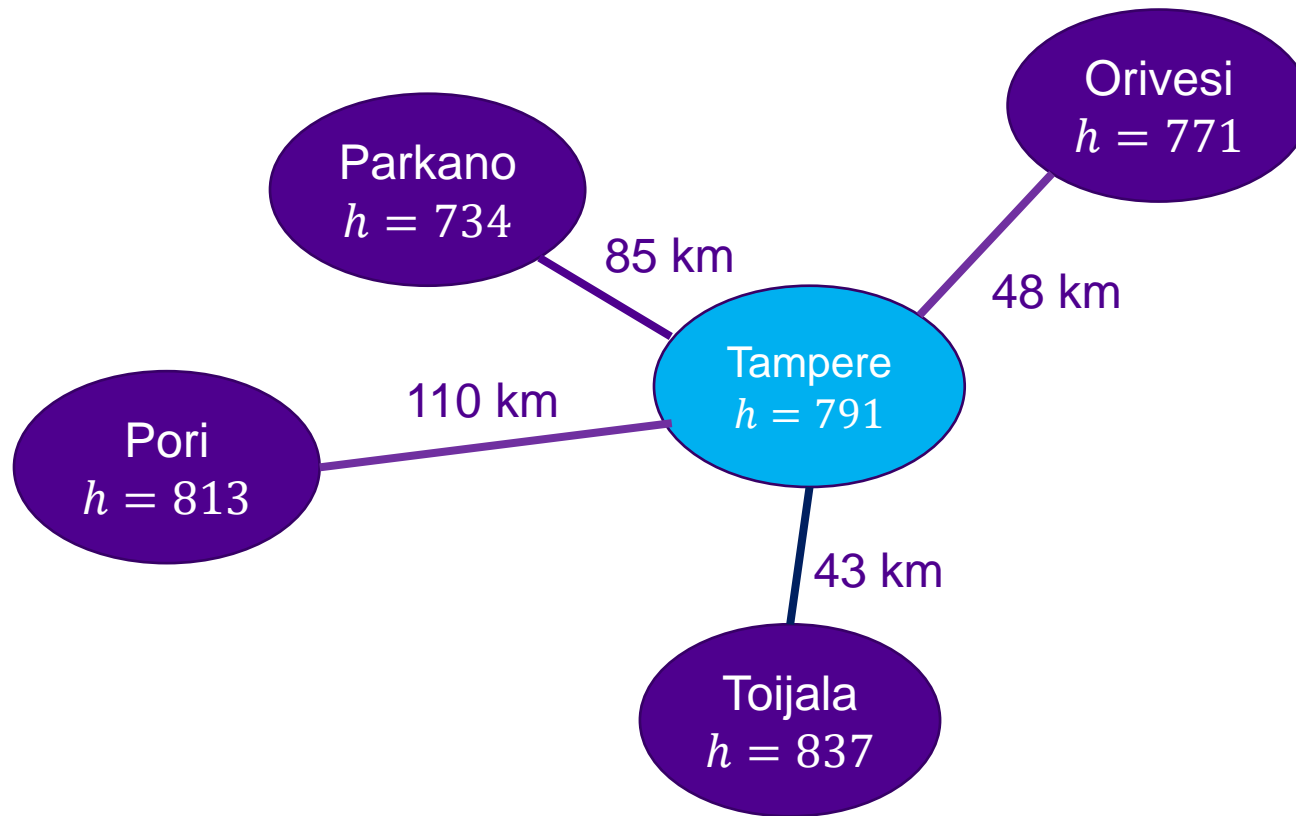 Orivesi
h = 771
Parkano
h = 734
85 km
48 km
Tampere
h = 791
110 km
Pori
h = 813
43 km
Toijala
h = 837